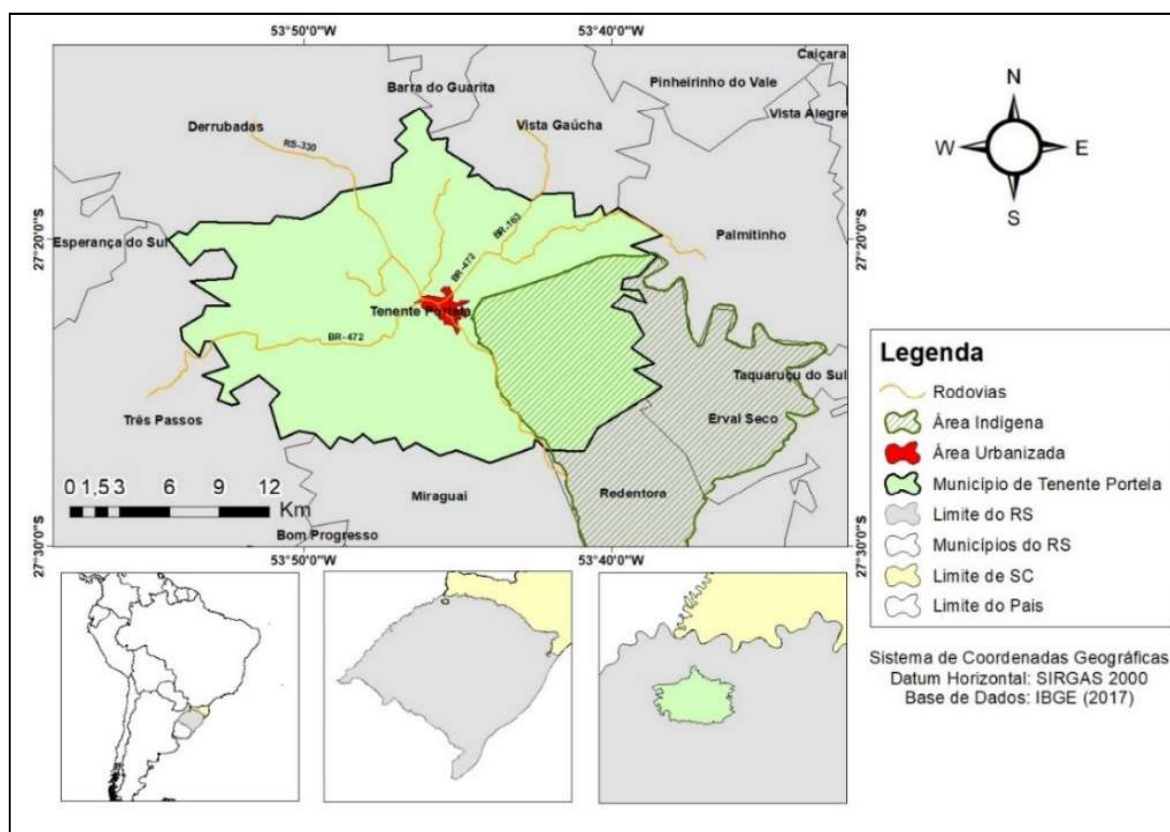 53°50'0"W
53°40'0"W
Caiçara
Pinheirinho do Vale
Barra do Guarita
Vista Alegre
Derrubadas
Vista Gaúcha
RS-330
BR-163
27°20'0"S
Esperança do Sul
Palmitinho
27°20'0"S
BR-472
Tenente Portela
BR-472
Taquaruçu do Sul
Três Passos
Erval Seco
0 1,5 3 6 9 12
Km
Miraguai
Redentora
Bom Progresso
27°30'0"S
27°30'0"S
53°50'0"W
53°40'0"W
N
W
E
S
Legenda
Rodovias
Área Indígena
Área Urbanizada
Município de Tenente Portela
Limite do RS
Municípios do RS
Limite de SC
Limite do Pais
Sistema de Coordenadas Geográficas
Datum Horizontal: SIRGAS 2000
Base de Dados: IBGE (2017)